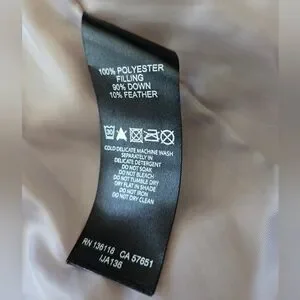 100% POLYESTER
FILLING
90% DOWN
10% FEATHER
30
COLD DELICATE MACHINE WASH
SEPARATELY IN
DELICATE DETERGENT
DO NOT SOAK
DO NOT BLEACH
DO NOT TUMBLE DRY
DRY FLAT IN SHADE
DO NOT IRON
DO NOT DRY CLEAN
RN 136116 CA 57651
IJA136